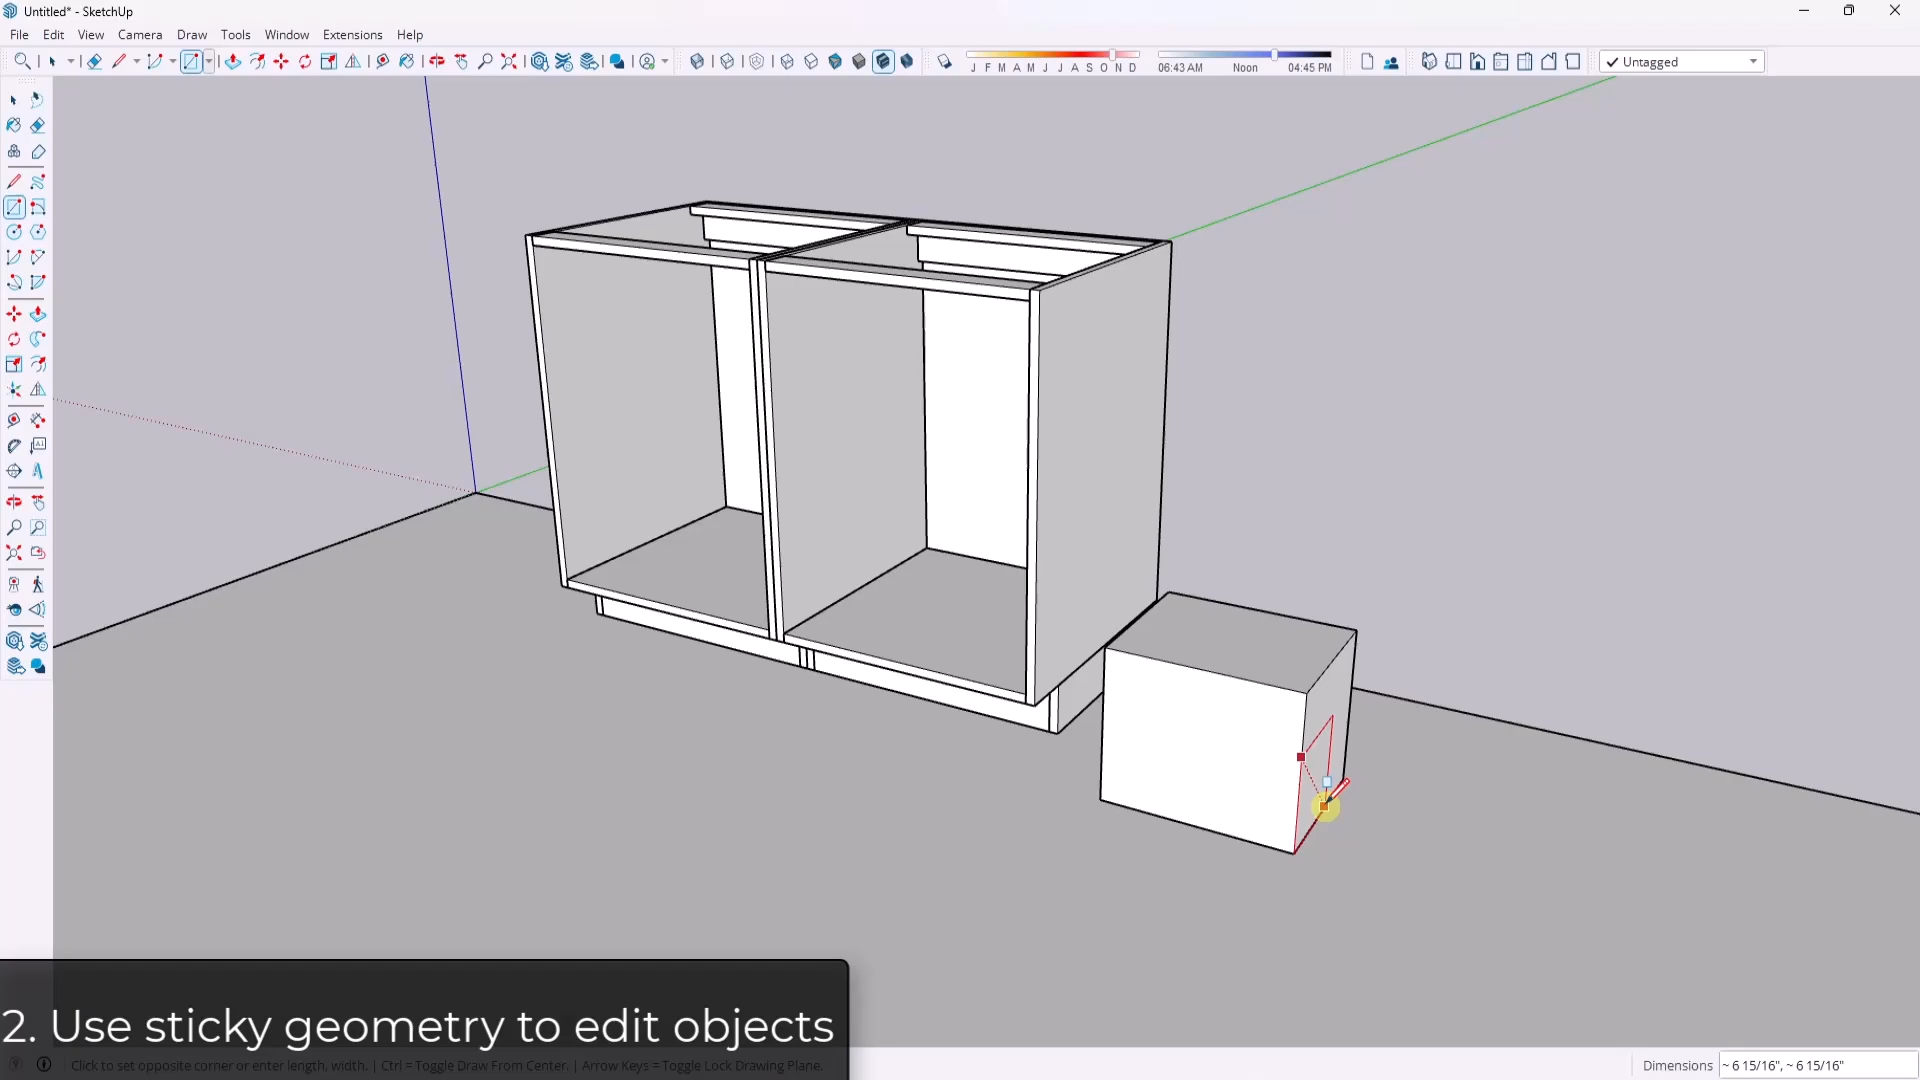 Untitled* - SketchUp
File Edit View Camera Draw Tools Window Extensions Help
J F M A M J J A S O N D
06:43 AM Noon 04:45 PM
Untagged
A1
2. Use sticky geometry to edit objects
Click to set opposite corner or enter length, width. | Ctrl = Toggle Draw From Center. | Arrow Keys = Toggle Lock Drawing Plane.
Dimensions ~ 6 15/16", ~ 6 15/16"